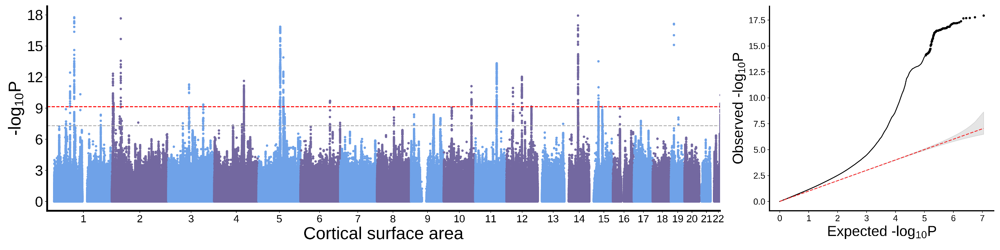 18
15
12
9
6
3
0
-log10P
1 2 3 4 5 6 7 8 9 10 11 12 13 14 15 16 17 18 19 20 21 22
Cortical surface area
17.5
15.0
12.5
10.0
7.5
5.0
2.5
0.0
Observed -log10P
0 1 2 3 4 5 6 7
Expected -log10P